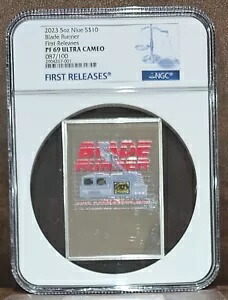 2023 5oz Niue S$10
Blade Runner
First Releases
PF 69 ULTRA CAMEO
087/100
FIRST RELEASES
NGC
BLADE
RUNNER